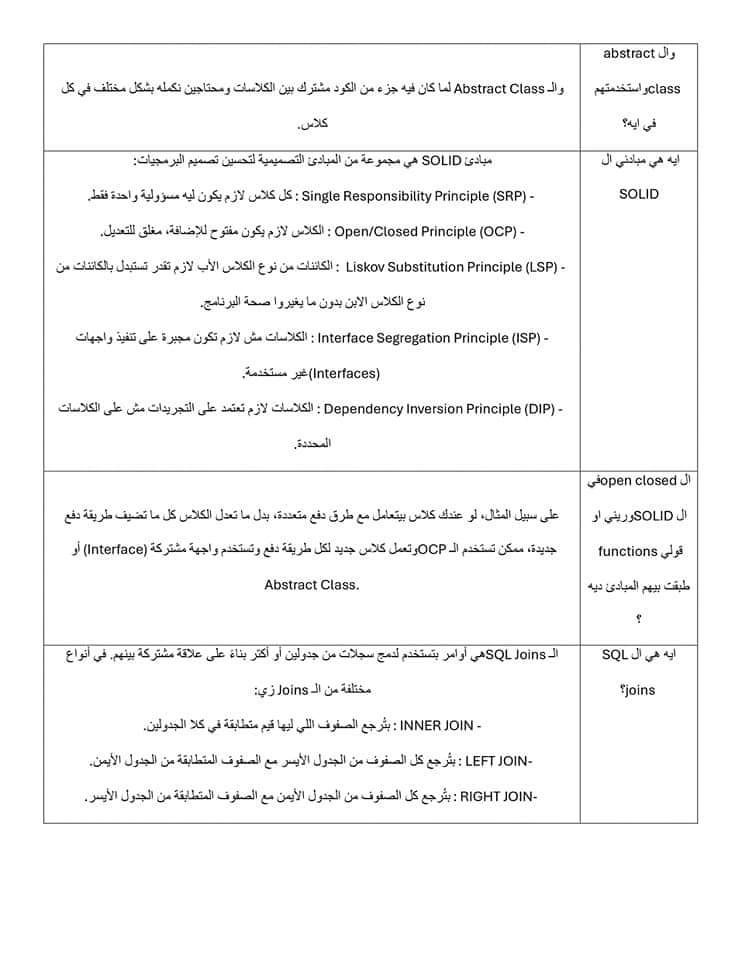 وال abstract
classواستخدمتهم
في ايه؟
والـ Abstract Class لما كان فيه جزء من الكود مشترك بين الكلاسات ومحتاجين نكمله بشكل مختلف في كل
كلاس.
ايه هي مبادئي ال
SOLID
مبادئ SOLID هي مجموعة من المبادئ التصميمية لتحسين تصميم البرمجيات:
- Single Responsibility Principle (SRP) : كل كلاس لازم يكون ليه مسؤولية واحدة فقط.
- Open/Closed Principle (OCP) : الكلاس لازم يكون مفتوح للإضافة، مغلق للتعديل.
- Liskov Substitution Principle (LSP) : الكائنات من نوع الكلاس الأب لازم تقدر تستبدل بالكائنات من
نوع الكلاس الابن بدون ما يغيروا صحة البرنامج.
- Interface Segregation Principle (ISP) : الكلاسات مش لازم تكون مجبرة على تنفيذ واجهات
(Interfaces)غير مستخدمة.
- Dependency Inversion Principle (DIP) : الكلاسات لازم تعتمد على التجريدات مش على الكلاسات
المحددة.
ال open closedفي
ال SOLIDوريني او
قولي functions
طبقت بيهم المبادئ ديه
؟
على سبيل المثال، لو عندك كلاس بيتعامل مع طرق دفع متعددة، بدل ما تعدل الكلاس كل ما تضيف طريقة دفع
جديدة، ممكن تستخدم الـ OCPوتعمل كلاس جديد لكل طريقة دفع وتستخدم واجهة مشتركة (Interface) أو
Abstract Class.
ايه هي ال SQL
joins؟
الـ SQL Joinsهي أوامر بتستخدم لدمج سجلات من جدولين أو أكثر بناءً على علاقة مشتركة بينهم. في أنواع
مختلفة من الـ Joins زي:
- INNER JOIN : بتُرجع الصفوف اللي ليها قيم متطابقة في كلا الجدولين.
-LEFT JOIN : بتُرجع كل الصفوف من الجدول الأيسر مع الصفوف المتطابقة من الجدول الأيمن.
-RIGHT JOIN : بتُرجع كل الصفوف من الجدول الأيمن مع الصفوف المتطابقة من الجدول الأيسر.